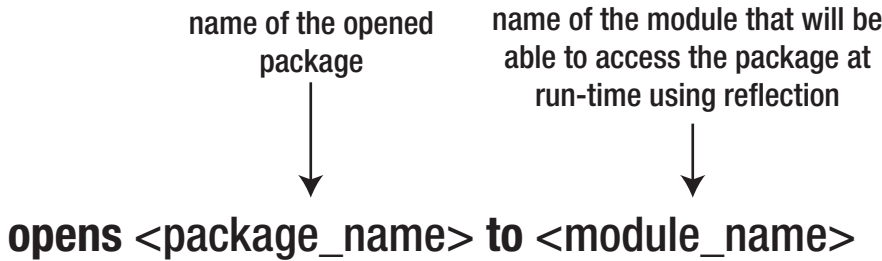 name of the opened
package
name of the module that will be
able to access the package at
run-time using reflection
opens <package_name> to <module_name>